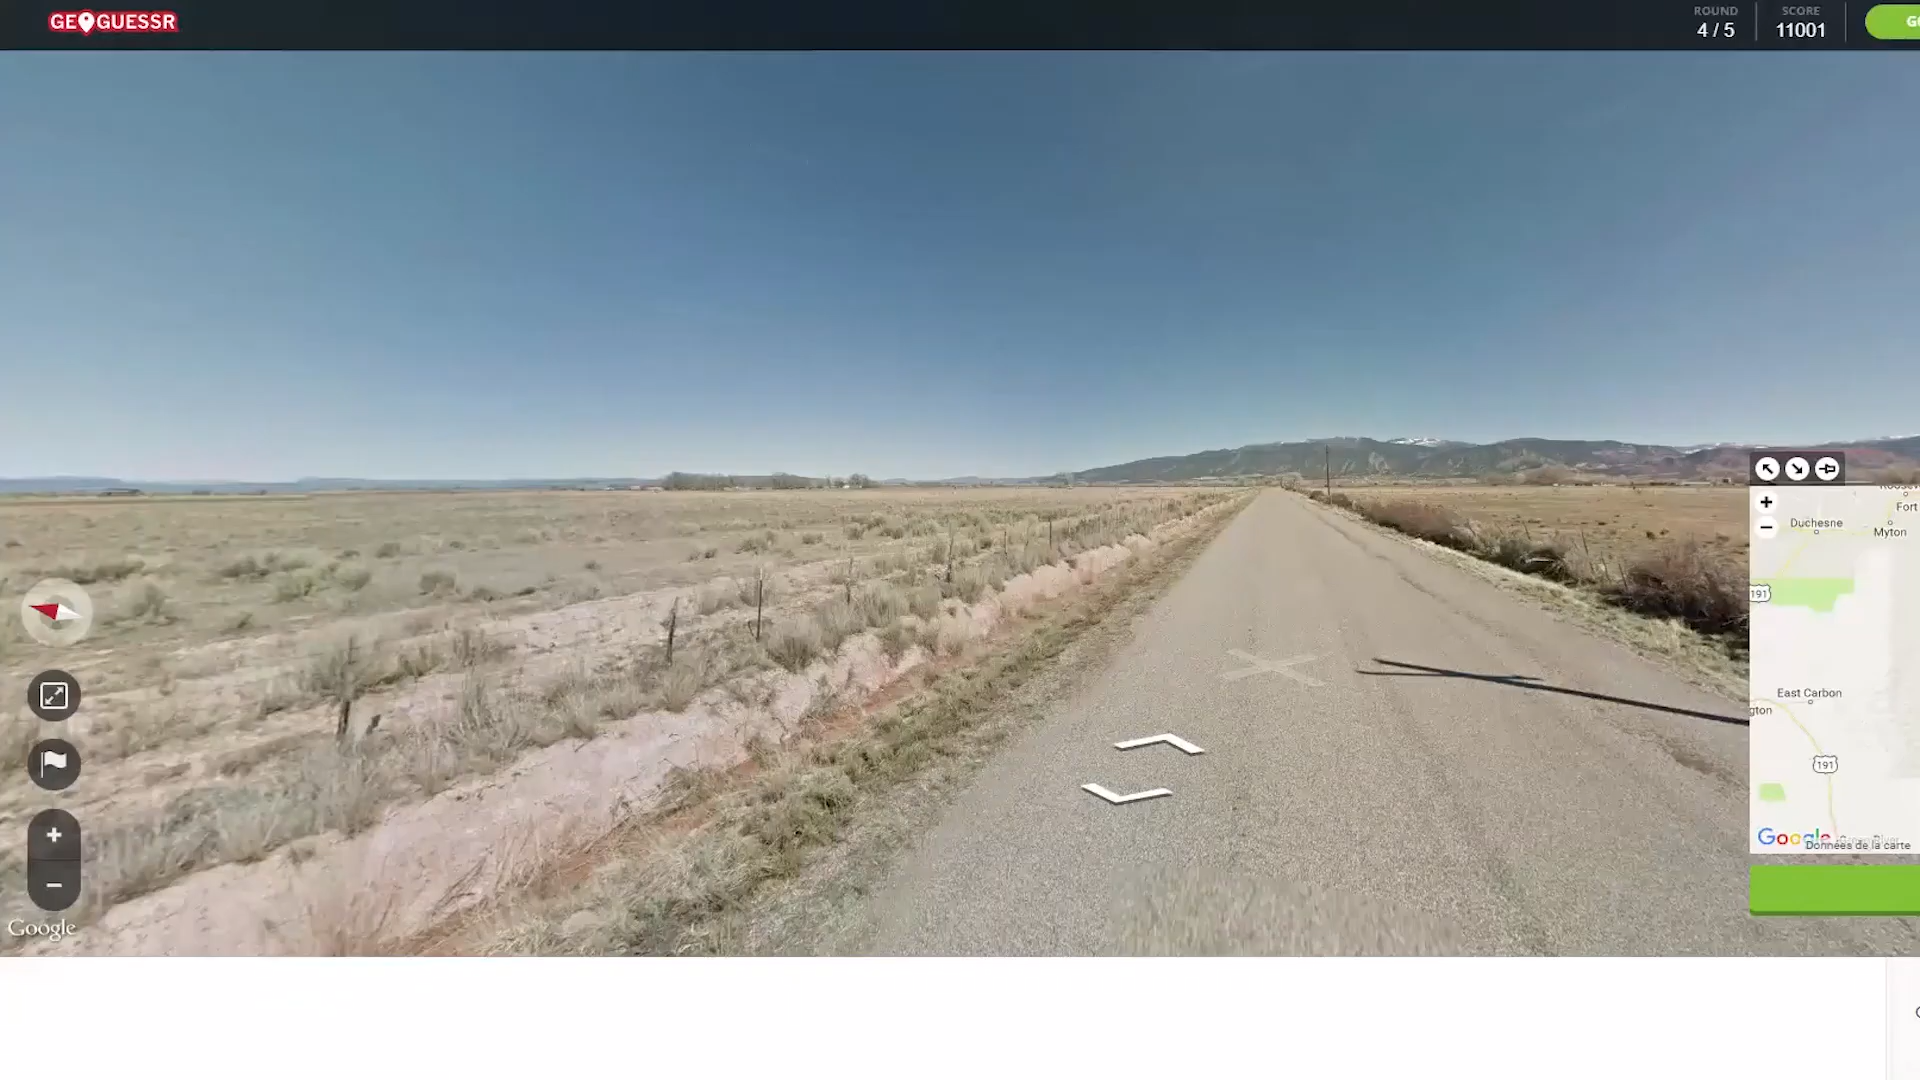 GEOGUESSR
ROUND
4 / 5
SCORE
11001
Fort
Duchesne
Myton
191
East Carbon
gton
191
Google
Données de la carte
Google